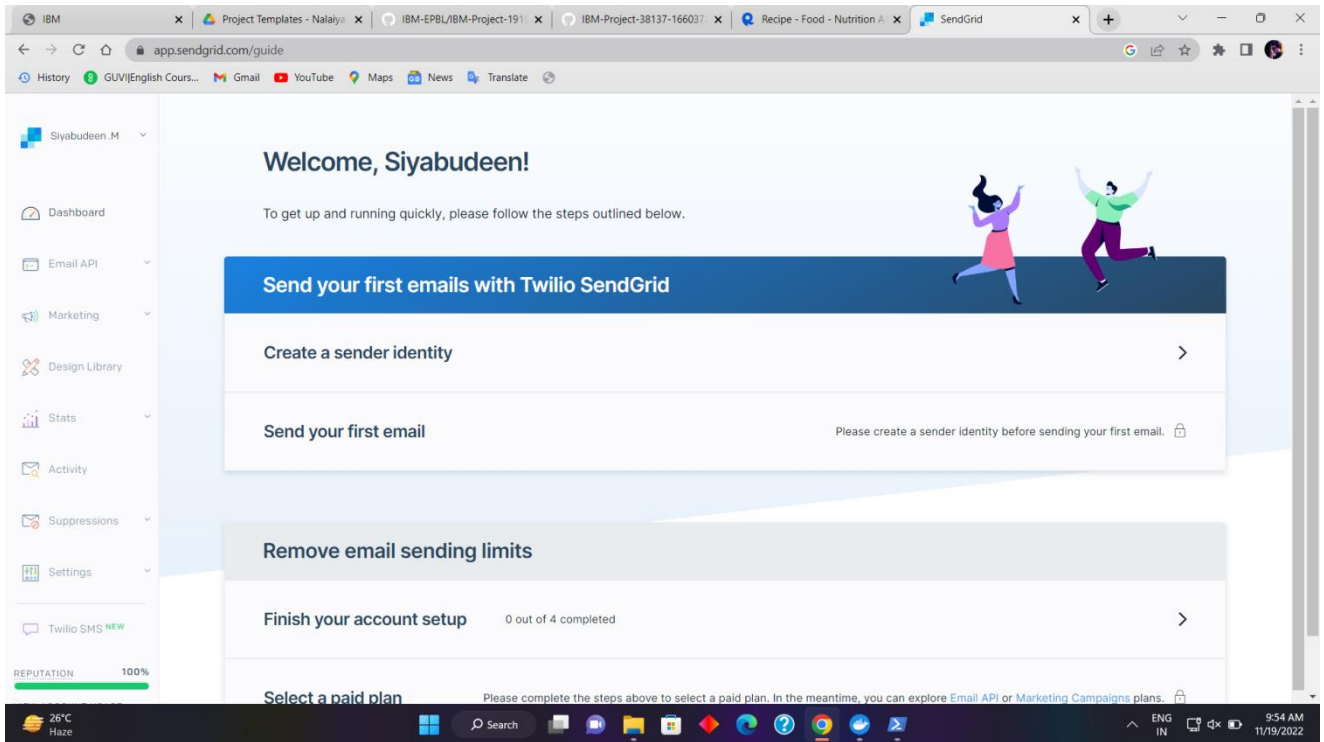 IBM
Project Templates - Nalaiya
IBM-EPBL/IBM-Project-1919
IBM-Project-38137-166037
Recipe - Food - Nutrition A
SendGrid
app.sendgrid.com/guide
History
GUVI|English Cours...
Gmail
YouTube
Maps
News
Translate
Siyabudeen .M
Dashboard
Email API
Marketing
Design Library
Stats
Activity
Suppressions
Settings
Twilio SMS NEW
REPUTATION 100%
Welcome, Siyabudeen!
To get up and running quickly, please follow the steps outlined below.
Send your first emails with Twilio SendGrid
Create a sender identity
Send your first email
Please create a sender identity before sending your first email.
Remove email sending limits
Finish your account setup 0 out of 4 completed
Select a paid plan
Please complete the steps above to select a paid plan. In the meantime, you can explore Email API or Marketing Campaigns plans.
26°C
Haze
Search
ENG
IN
9:54 AM
11/19/2022